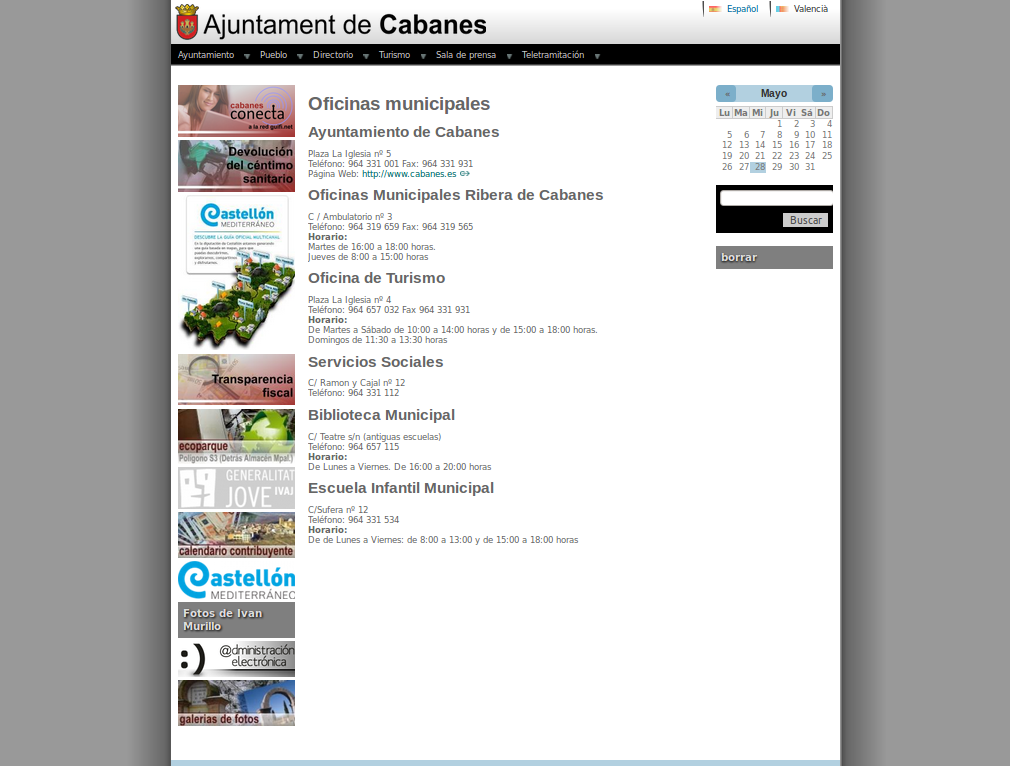 Ajuntament de Cabanes
Español
Valencià
Ayuntamiento
Pueblo
Directorio
Turismo
Sala de prensa
Teletramitación
cabanes
conecta
a la red guifi.net
Devolución
del céntimo
sanitario
Castellón
MEDITERRÁNEO
DESCUBRE LA GUÍA OFICIAL MULTICANAL
Transparencia
fiscal
ecoparque
Polígono S3 (Detrás Almacén Mpal.)
GENERALITAT
JOVE IVAJ
calendario contribuyente
Castellón
MEDITERRÁNEO
Fotos de Ivan
Murillo
:) @dministración
electrónica
galerías de fotos
Oficinas municipales
Ayuntamiento de Cabanes
Plaza La Iglesia nº 5
Teléfono: 964 331 001 Fax: 964 331 931
Página Web: http://www.cabanes.es
Oficinas Municipales Ribera de Cabanes
C / Ambulatorio nº 3
Teléfono: 964 319 659 Fax: 964 319 565
Horario:
Martes de 16:00 a 18:00 horas.
Jueves de 8:00 a 15:00 horas
Oficina de Turismo
Plaza La Iglesia nº 4
Teléfono: 964 657 032 Fax 964 331 931
Horario:
De Martes a Sábado de 10:00 a 14:00 horas y de 15:00 a 18:00 horas.
Domingos de 11:30 a 13:30 horas
Servicios Sociales
C/ Ramon y Cajal nº 12
Teléfono: 964 331 112
Biblioteca Municipal
C/ Teatre s/n (antiguas escuelas)
Teléfono: 964 657 115
Horario:
De Lunes a Viernes. De 16:00 a 20:00 horas
Escuela Infantil Municipal
C/Sufera nº 12
Teléfono: 964 331 534
Horario:
De de Lunes a Viernes: de 8:00 a 13:00 y de 15:00 a 18:00 horas
« Mayo »
Lu Ma Mi Ju Vi Sá Do
1 2 3 4
5 6 7 8 9 10 11
12 13 14 15 16 17 18
19 20 21 22 23 24 25
26 27 28 29 30 31
Buscar
borrar